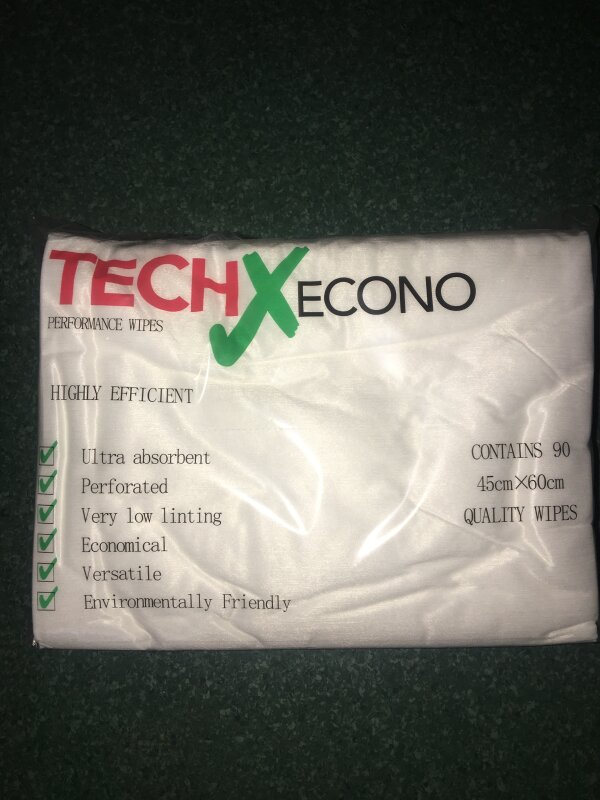 TECHX ECONO
PERFORMANCE WIPES
HIGHLY EFFICIENT
Ultra absorbent
Perforated
Very low linting
Economical
Versatile
Environmentally Friendly
CONTAINS 90
45cm×60cm
QUALITY WIPES